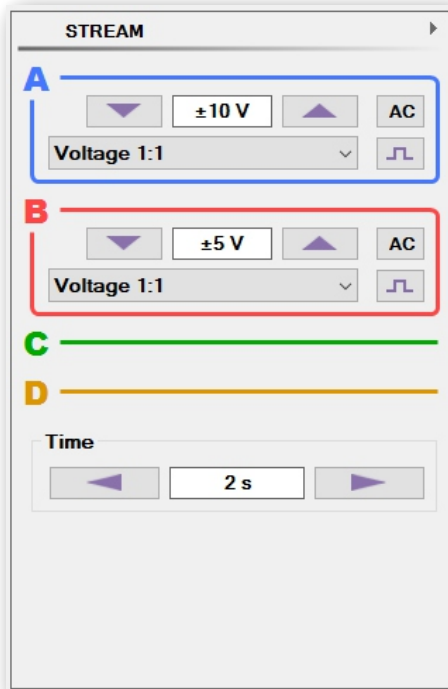 STREAM
A
±10 V
AC
Voltage 1:1
B
±5 V
AC
Voltage 1:1
C
D
Time
2 s